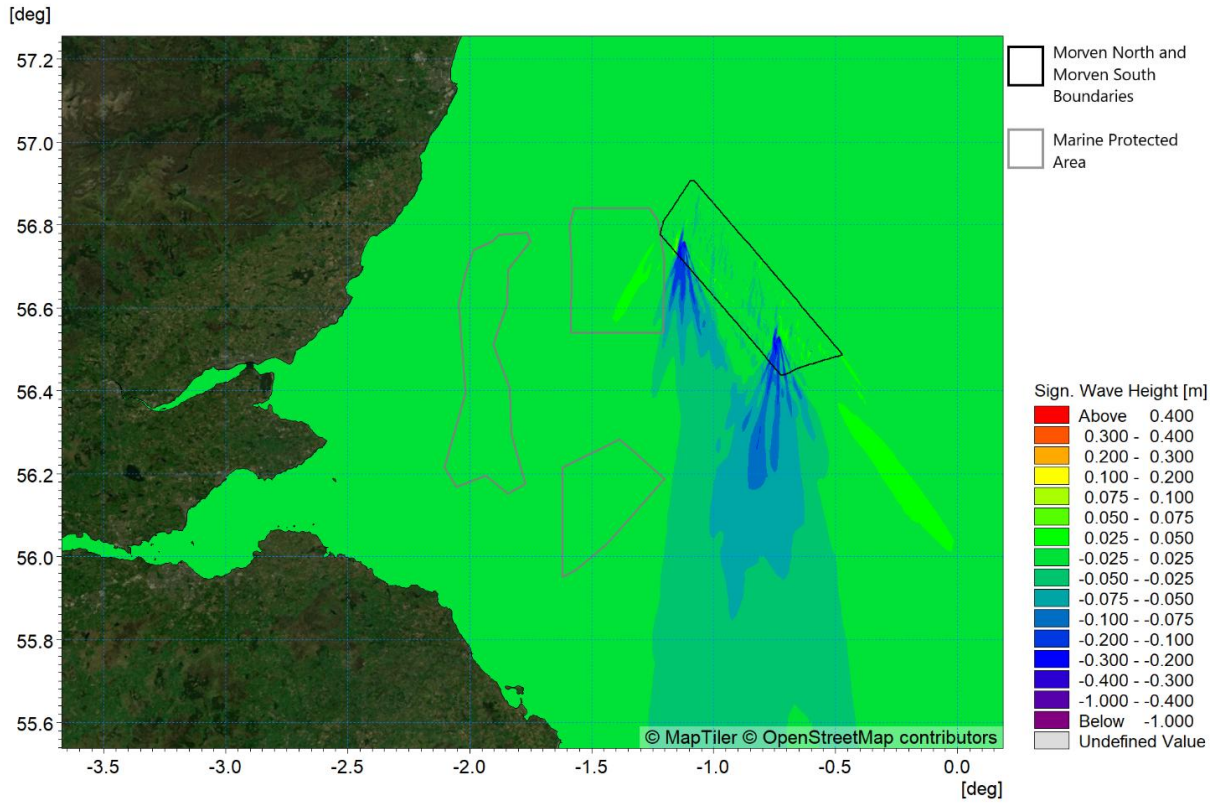 [deg]
57.2
57.0
56.8
56.6
56.4
56.2
56.0
55.8
55.6
-3.5 -3.0 -2.5 -2.0 -1.5 -1.0 -0.5 0.0
[deg]
© MapTiler © OpenStreetMap contributors
Morven North and
Morven South
Boundaries
Marine Protected
Area
Sign. Wave Height [m]
Above 0.400
0.300 - 0.400
0.200 - 0.300
0.100 - 0.200
0.075 - 0.100
0.050 - 0.075
0.025 - 0.050
-0.025 - 0.025
-0.050 - -0.025
-0.075 - -0.050
-0.100 - -0.075
-0.200 - -0.100
-0.300 - -0.200
-0.400 - -0.300
-1.000 - -0.400
Below -1.000
Undefined Value